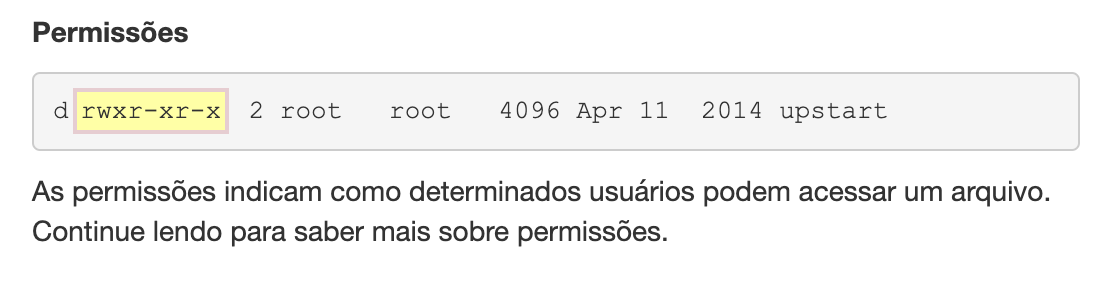 Permissões
d rwxr-xr-x 2 root root 4096 Apr 11 2014 upstart
As permissões indicam como determinados usuários podem acessar um arquivo.
Continue lendo para saber mais sobre permissões.